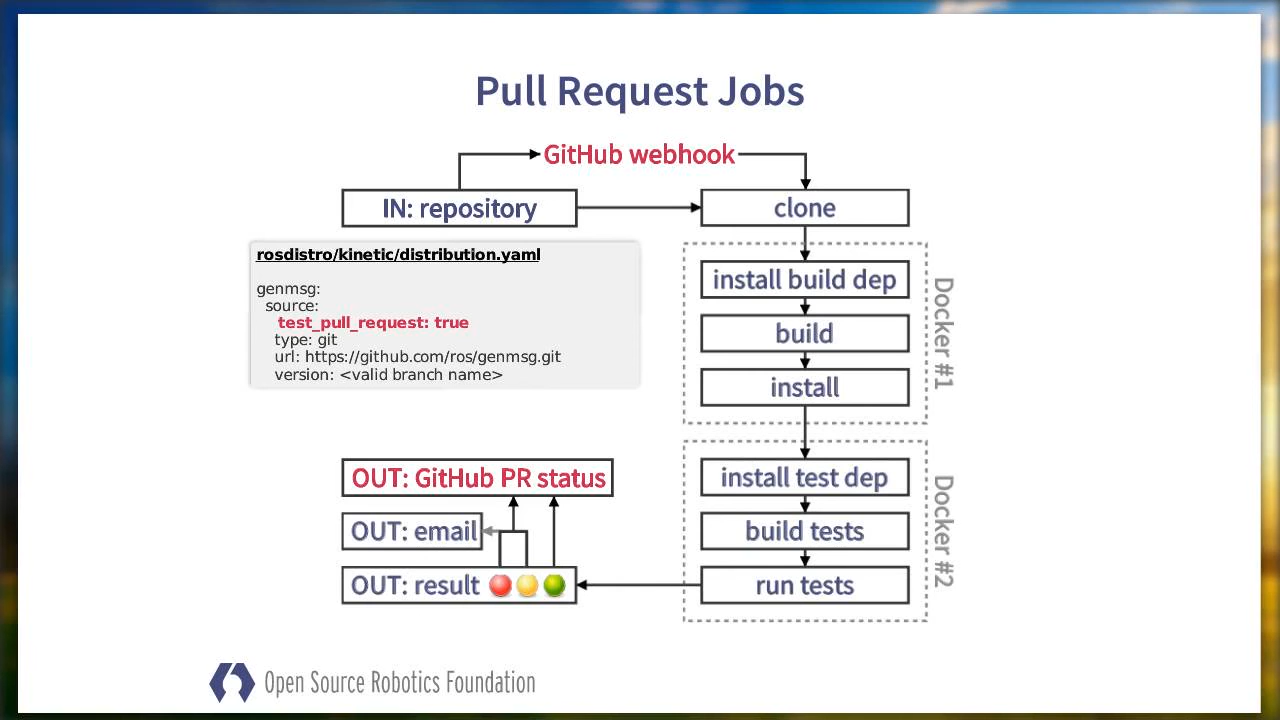 Pull Request Jobs
GitHub webhook
IN: repository
clone
rosdistro/kinetic/distribution.yaml
genmsg:
source:
test_pull_request: true
type: git
url: https://github.com/ros/genmsg.git
version: <valid branch name>
install build dep
build
install
Docker #1
install test dep
build tests
run tests
Docker #2
OUT: GitHub PR status
OUT: email
OUT: result
Open Source Robotics Foundation